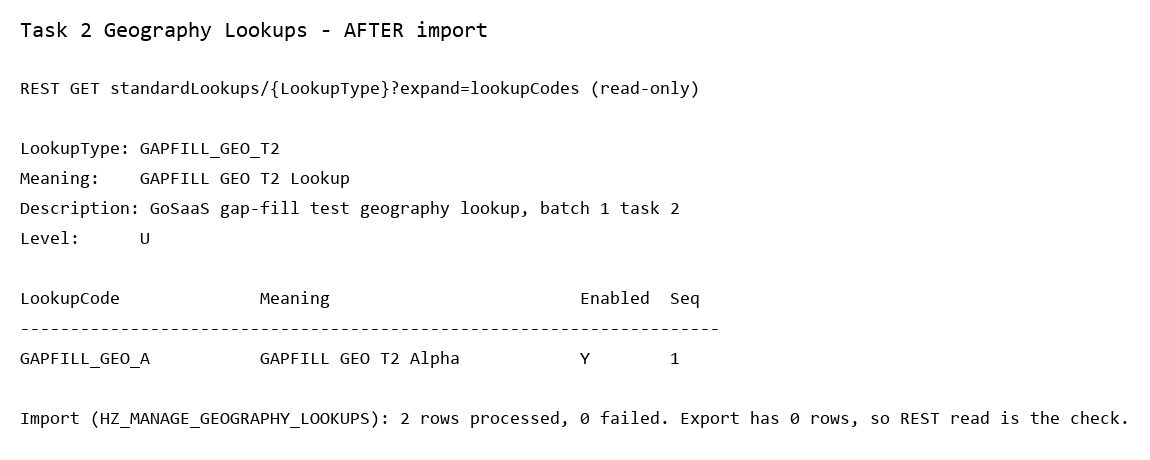 Task 2 Geography Lookups - AFTER import
REST GET standardLookups/{LookupType}?expand=lookupCodes (read-only)
LookupType: GAPFILL_GEO_T2
Meaning:    GAPFILL GEO T2 Lookup
Description: GoSaaS gap-fill test geography lookup, batch 1 task 2
Level:      U
LookupCode              Meaning                         Enabled  Seq
----------------------------------------------------------------------
GAPFILL_GEO_A           GAPFILL GEO T2 Alpha            Y        1
Import (HZ_MANAGE_GEOGRAPHY_LOOKUPS): 2 rows processed, 0 failed. Export has 0 rows, so REST read is the check.